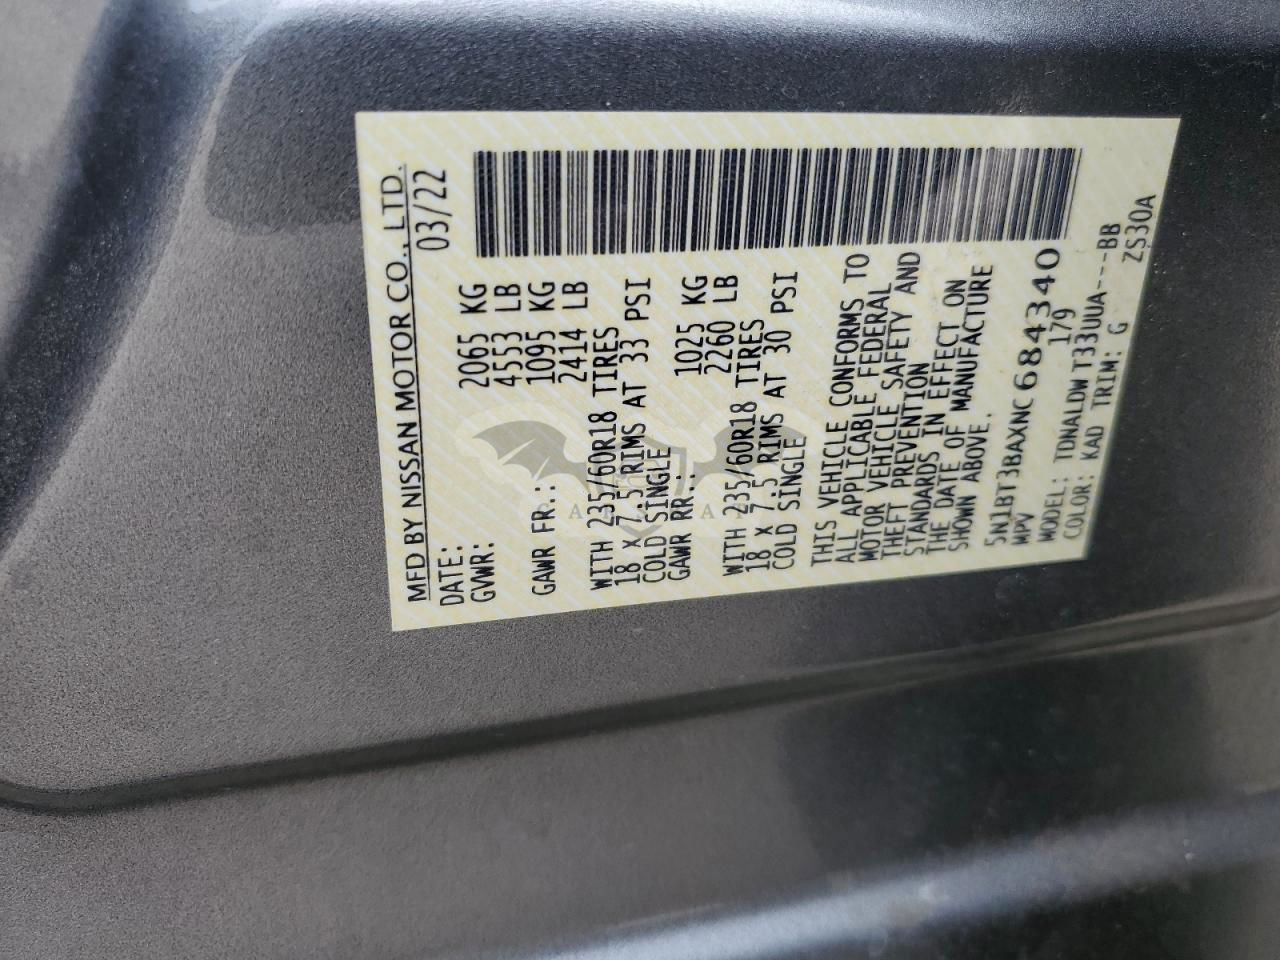 MFD BY NISSAN MOTOR CO., LTD.
DATE: 03/22
GVWR: 2065 KG
4553 LB
GAWR FR.: 1095 KG
2414 LB
WITH 235/60R18 TIRES
18 x 7.5 RIMS AT 33 PSI
COLD SINGLE
GAWR RR.: 1025 KG
2260 LB
WITH 235/60R18 TIRES
18 x 7.5 RIMS AT 30 PSI
COLD SINGLE
THIS VEHICLE CONFORMS TO
ALL APPLICABLE FEDERAL
MOTOR VEHICLE SAFETY AND
THEFT PREVENTION
STANDARDS IN EFFECT ON
THE DATE OF MANUFACTURE
SHOWN ABOVE.
5N1BT3BAXNC684340
MPV 179
MODEL: TONALDWT33UUA---BB
COLOR: KAD TRIM: G ZS30A